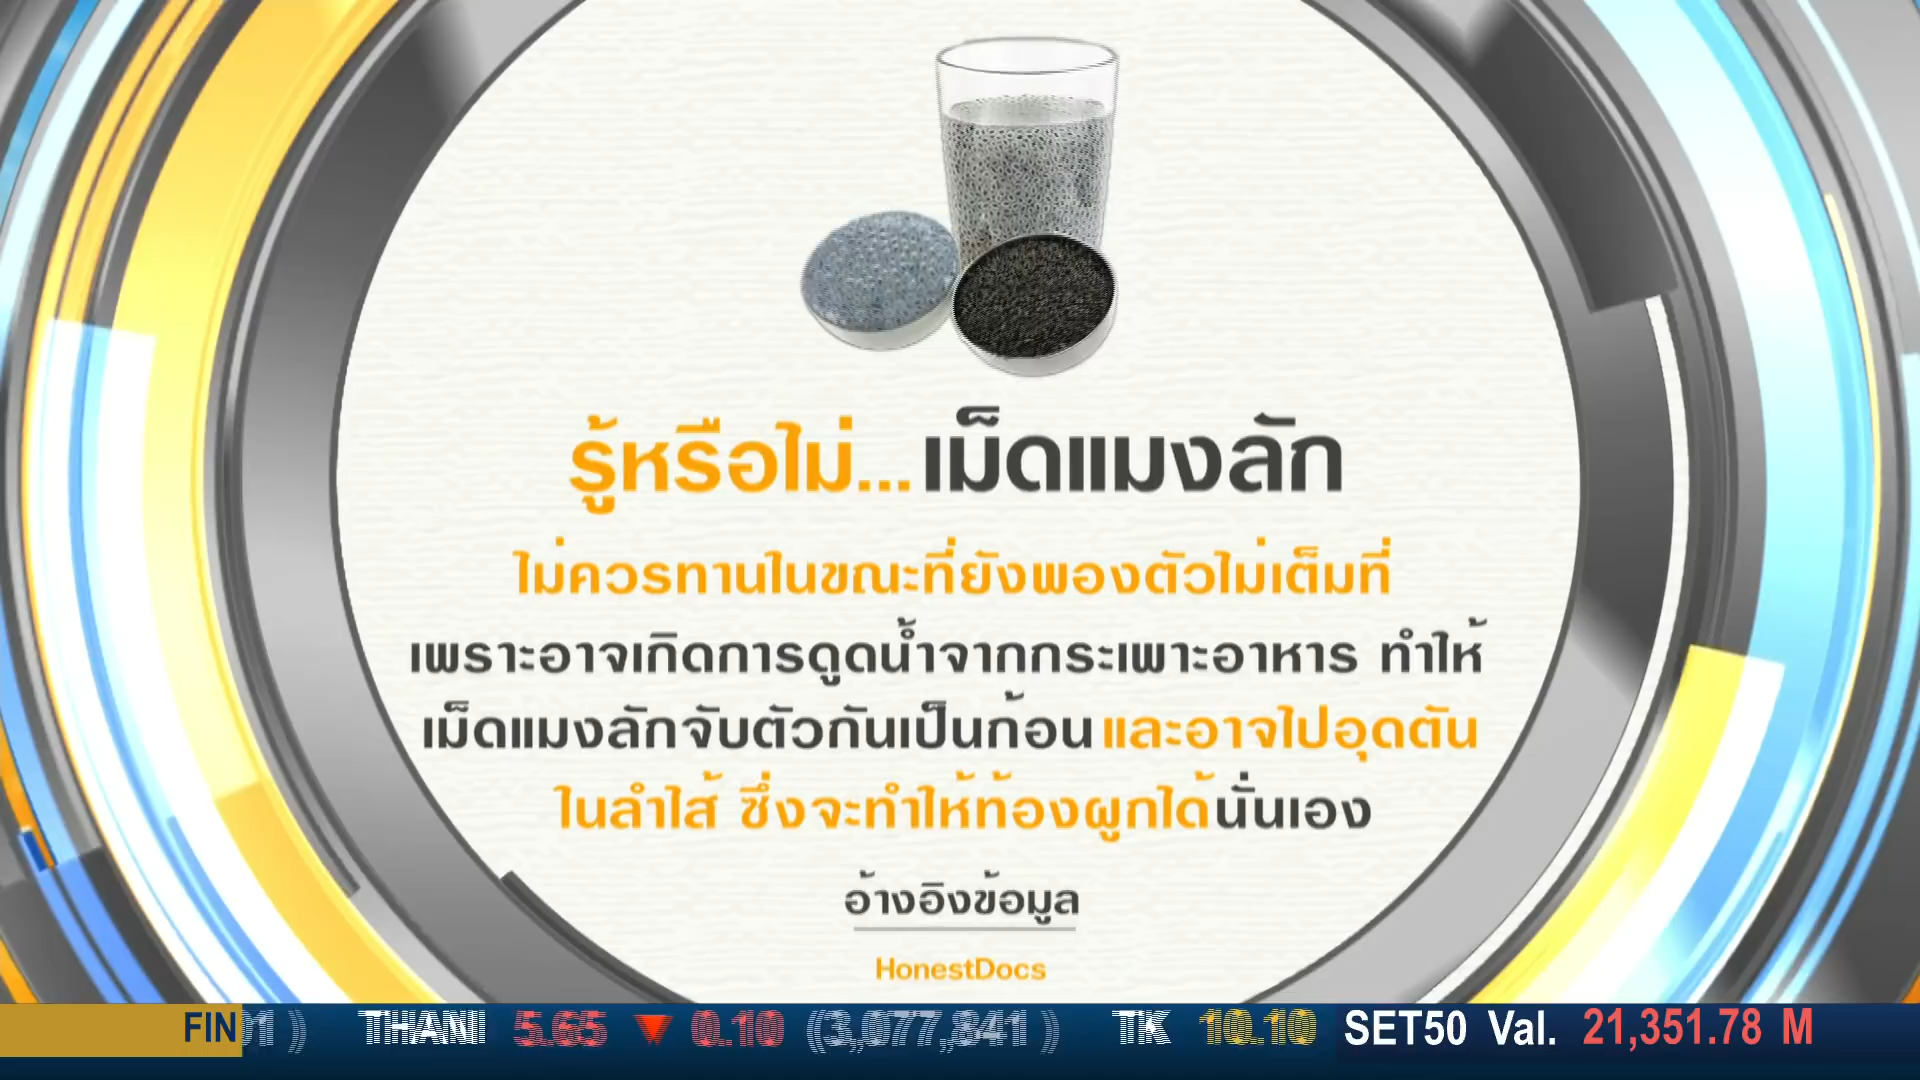 รู้หรือไม่...เม็ดแมงลัก
ไม่ควรทานในขณะที่ยังพองตัวไม่เต็มที่
เพราะอาจเกิดการดูดน้ำจากกระเพาะอาหาร ทำให้
เม็ดแมงลักจับตัวกันเป็นก้อนและอาจไปอุดตัน
ในลำไส้ ซึ่งจะทำให้ท้องผูกได้นั่นเอง
อ้างอิงข้อมูล
HonestDocs
FIN 01 ) THANI 5.65 ▼ 0.10 (3,077,841 ) TK 10.10 SET50 Val. 21,351.78 M